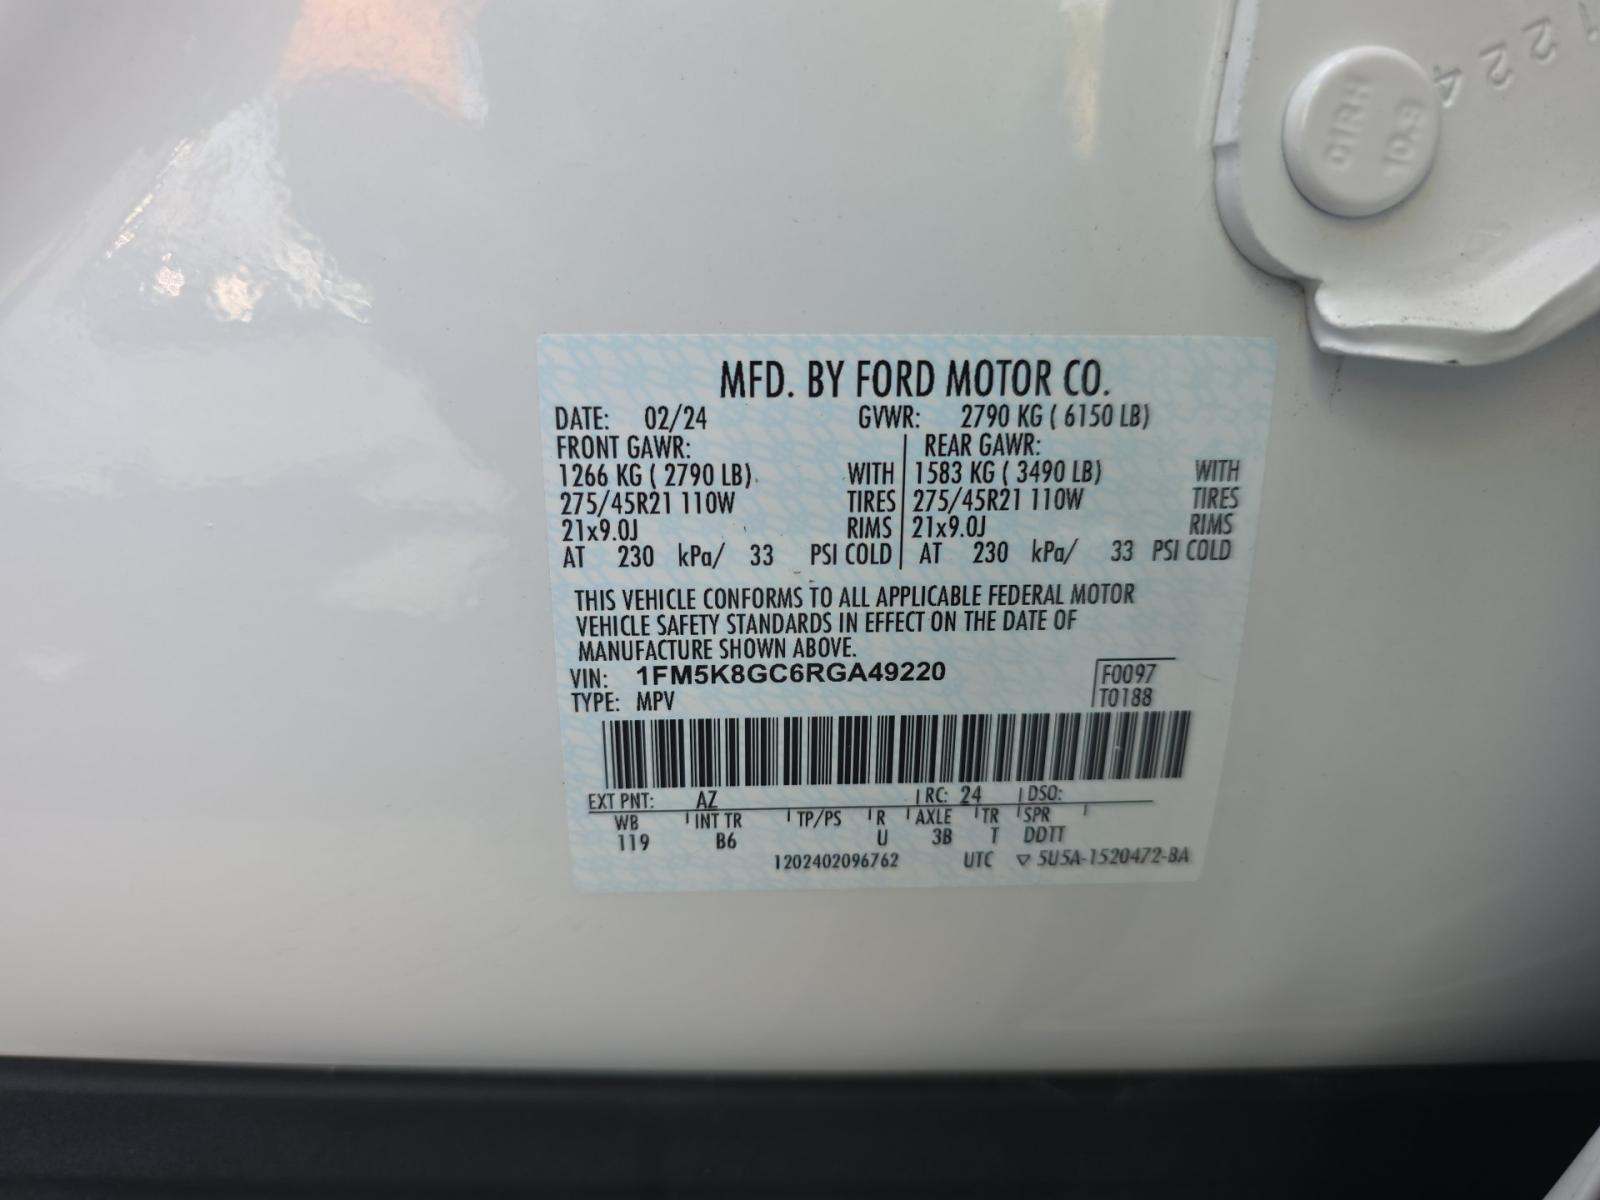 224
HBIO
10.9
MFD. BY FORD MOTOR CO.
DATE: 02/24 GVWR: 2790 KG ( 6150 LB)
FRONT GAWR: REAR GAWR:
1266 KG ( 2790 LB) WITH 1583 KG ( 3490 LB) WITH
275/45R21 110W TIRES 275/45R21 110W TIRES
21x9.0J RIMS 21x9.0J RIMS
AT 230 kPa/ 33 PSI COLD AT 230 kPa/ 33 PSI COLD
THIS VEHICLE CONFORMS TO ALL APPLICABLE FEDERAL MOTOR
VEHICLE SAFETY STANDARDS IN EFFECT ON THE DATE OF
MANUFACTURE SHOWN ABOVE.
VIN: 1FM5K8GC6RGA49220 F0097
TYPE: MPV T0188
EXT PNT: AZ RC: 24 DSO:
WB INT TR TP/PS R AXLE TR SPR
119 B6 U 3B T DDTT
1202402096762 UTC ▽ 5U5A-1520472-BA